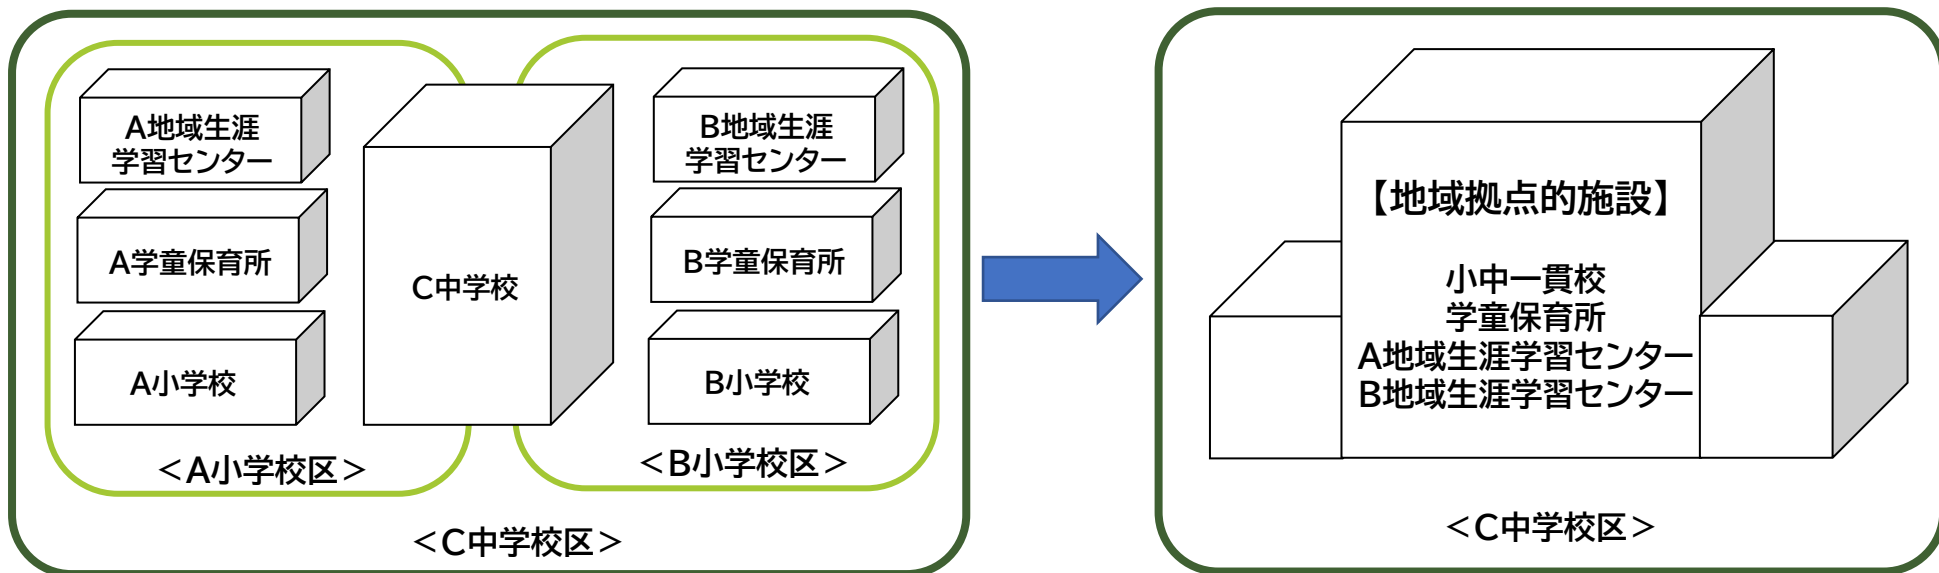 A地域生涯
学習センター
A学童保育所
A小学校
<A小学校区>
C中学校
B地域生涯
学習センター
B学童保育所
B小学校
<B小学校区>
<C中学校区>
【地域拠点的施設】
小中一貫校
学童保育所
A地域生涯学習センター
B地域生涯学習センター
<C中学校区>